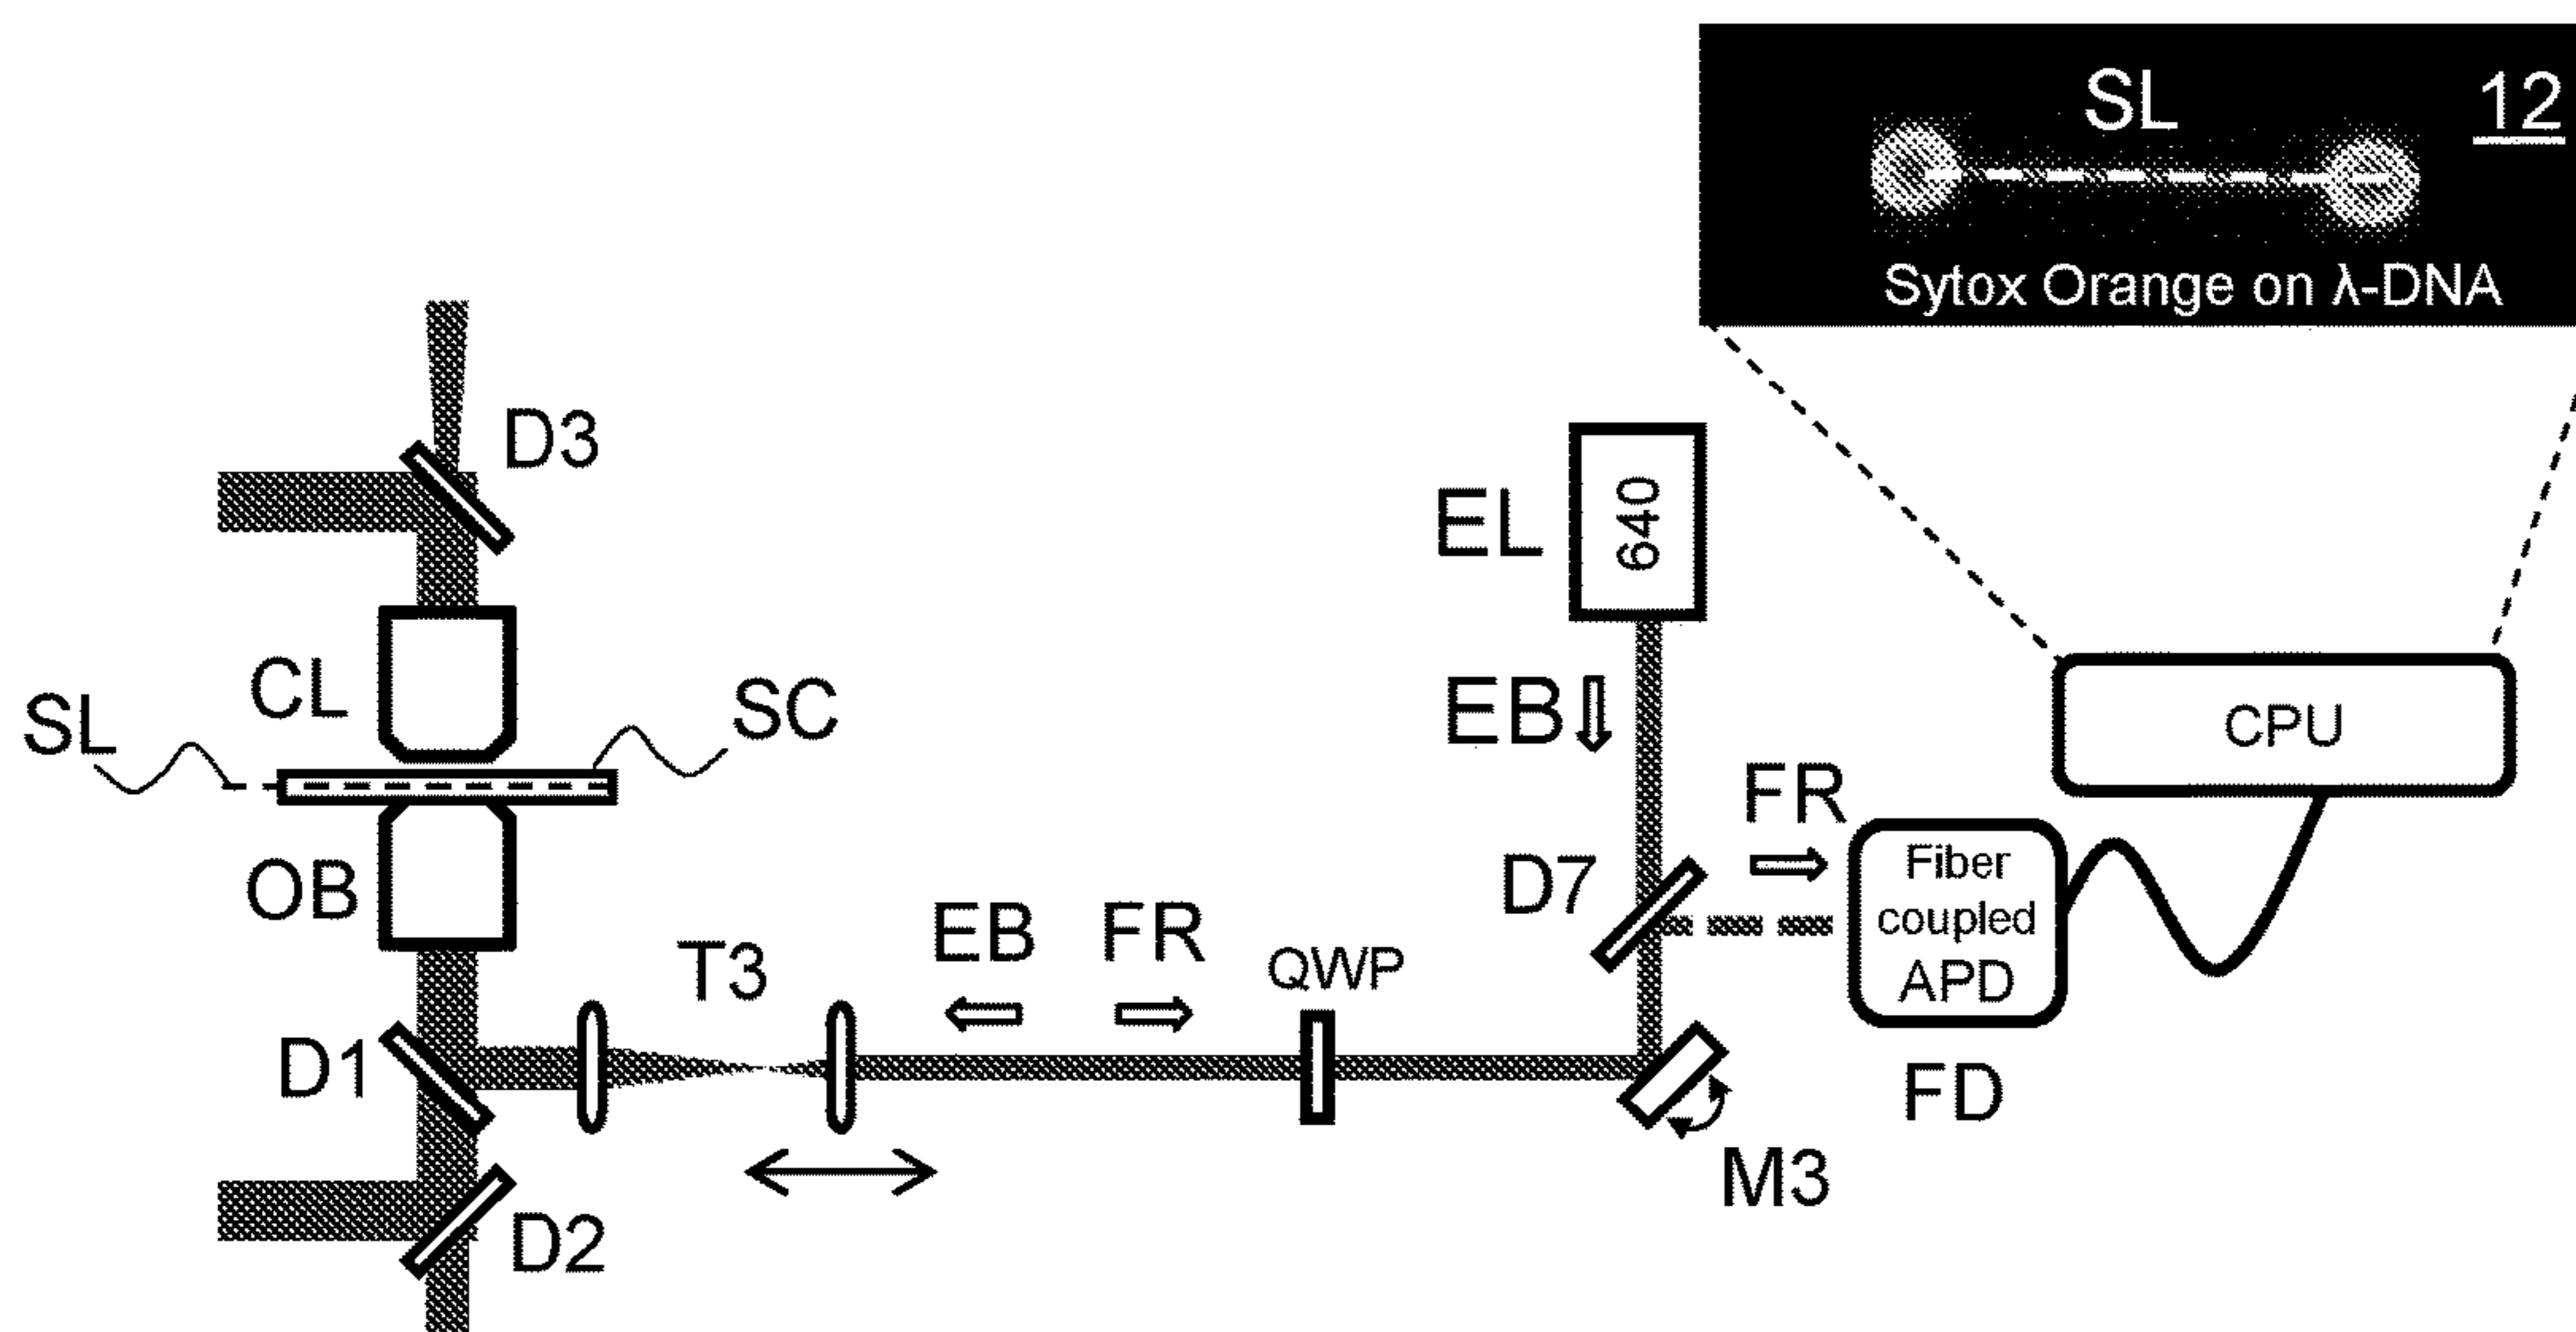 SL
12
Sytox Orange on λ-DNA
D3
EL
640
CL
SC
SL
EB
CPU
FR
OB
D7
Fiber
coupled
APD
T3
EB
FR
QWP
D1
FD
M3
D2